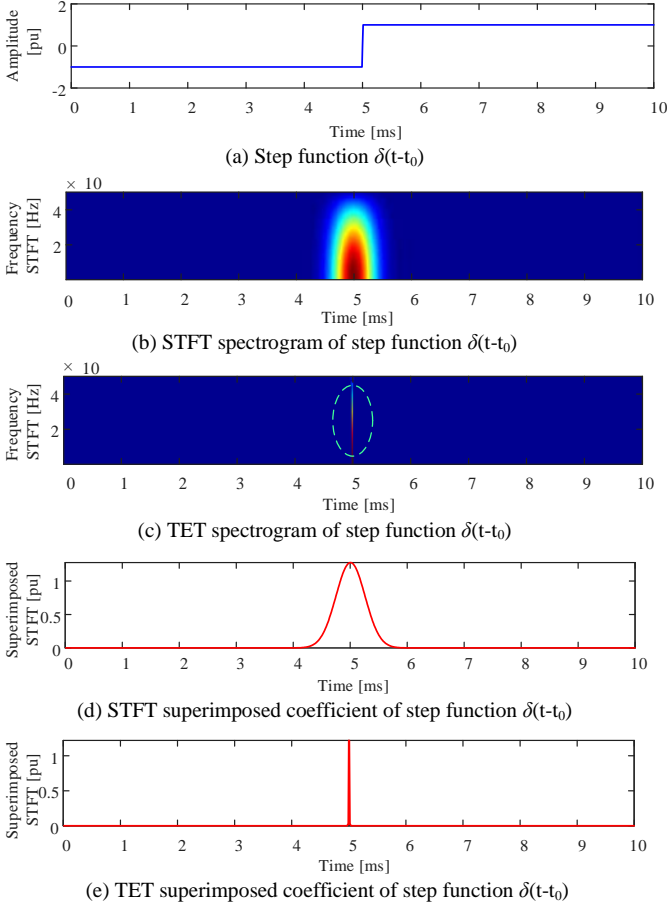 2
0
-2
Amplitude
[pu]
0 1 2 3 4 5 6 7 8 9 10
Time [ms]
(a) Step function δ(t-t₀)
× 10
4
2
Frequency
STFT [Hz]
0 1 2 3 4 5 6 7 8 9 10
Time [ms]
(b) STFT spectrogram of step function δ(t-t₀)
× 10
4
2
Frequency
STFT [Hz]
0 1 2 3 4 5 6 7 8 9 10
Time [ms]
(c) TET spectrogram of step function δ(t-t₀)
1
0.5
0
Superimposed
STFT [pu]
0 1 2 3 4 5 6 7 8 9 10
Time [ms]
(d) STFT superimposed coefficient of step function δ(t-t₀)
1
0.5
0
Superimposed
STFT [pu]
0 1 2 3 4 5 6 7 8 9 10
Time [ms]
(e) TET superimposed coefficient of step function δ(t-t₀)